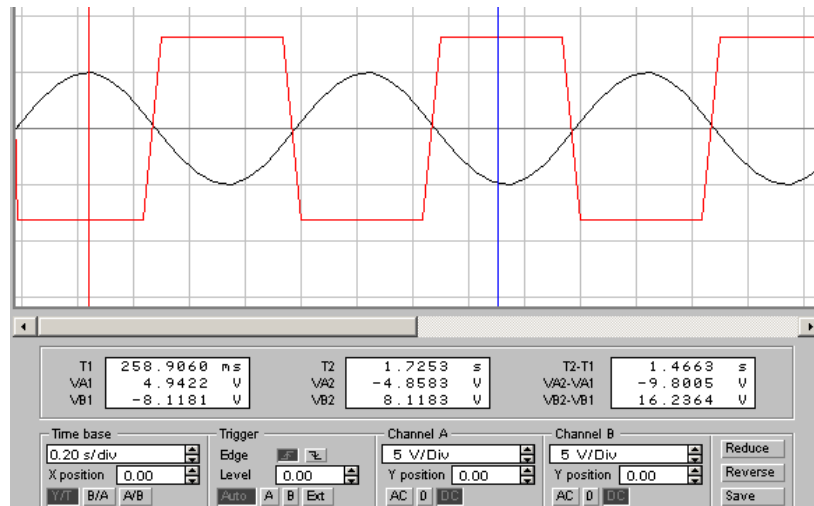 T1 258.9060 ms T2 1.7253 s T2-T1 1.4663 s
VA1 4.9422 V VA2 -4.8583 V VA2-VA1 -9.8005 V
VB1 -8.1181 V VB2 8.1183 V VB2-VB1 16.2364 V
Time base Trigger Channel A Channel B
0.20 s/div Edge 5 V/Div 5 V/Div Reduce
X position 0.00 Level 0.00 Y position 0.00 Y position 0.00 Reverse
Y/T B/A A/B Auto A B Ext AC 0 DC AC 0 DC Save